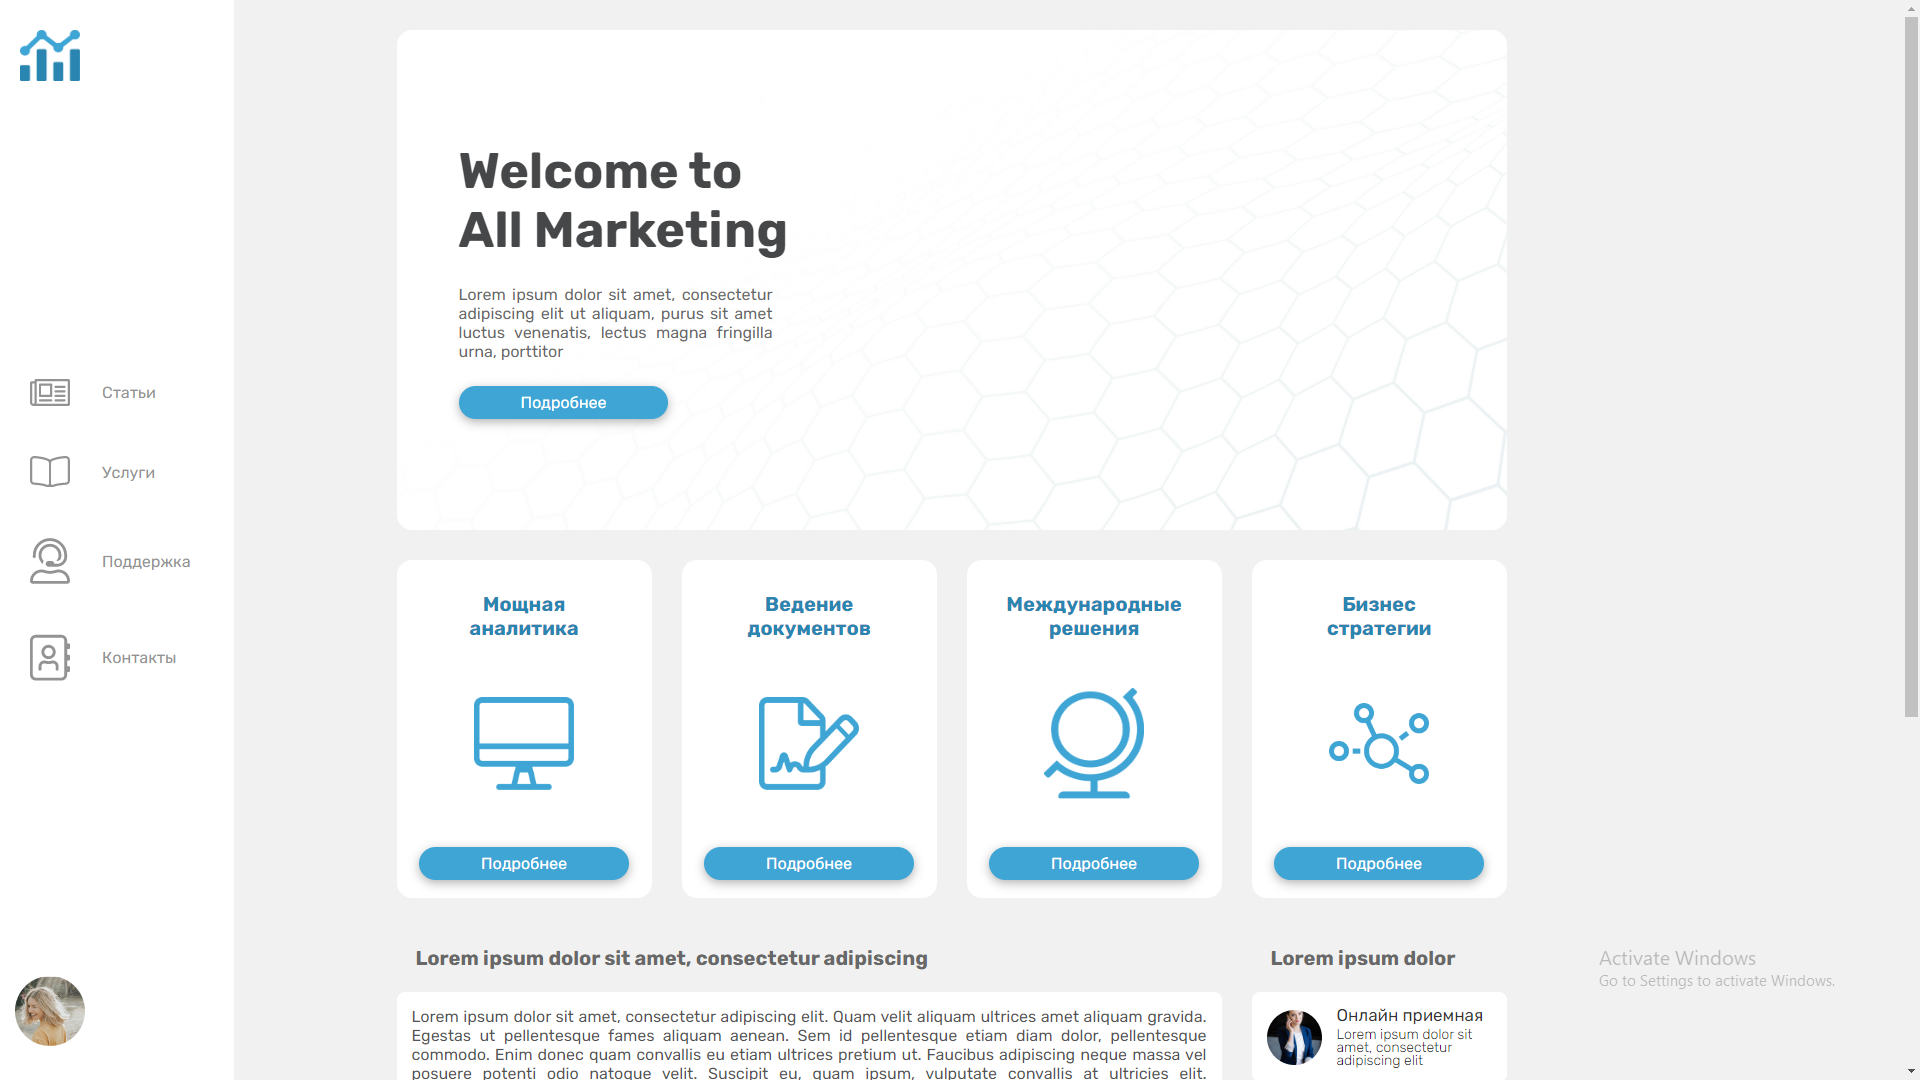 Welcome to
All Marketing
Lorem ipsum dolor sit amet, consectetur
adipiscing elit ut aliquam, purus sit amet
luctus venenatis, lectus magna fringilla
urna, porttitor
Подробнее
Статьи
Услуги
Поддержка
Контакты
Мощная
аналитика
Подробнее
Ведение
документов
Подробнее
Международные
решения
Подробнее
Бизнес
стратегии
Подробнее
Lorem ipsum dolor sit amet, consectetur adipiscing
Lorem ipsum dolor sit amet, consectetur adipiscing elit. Quam velit aliquam ultrices amet aliquam gravida.
Egestas ut pellentesque fames aliquam aenean. Sem id pellentesque etiam diam dolor, pellentesque
commodo. Enim donec quam convallis eu etiam ultrices pretium ut. Faucibus adipiscing neque massa vel
posuere potenti odio natoque velit. Suscipit eu, quam ipsum, vulputate convallis at ultricies elit.
Lorem ipsum dolor
Онлайн приемная
Lorem ipsum dolor sit
amet, consectetur
adipiscing elit
Activate Windows
Go to Settings to activate Windows.